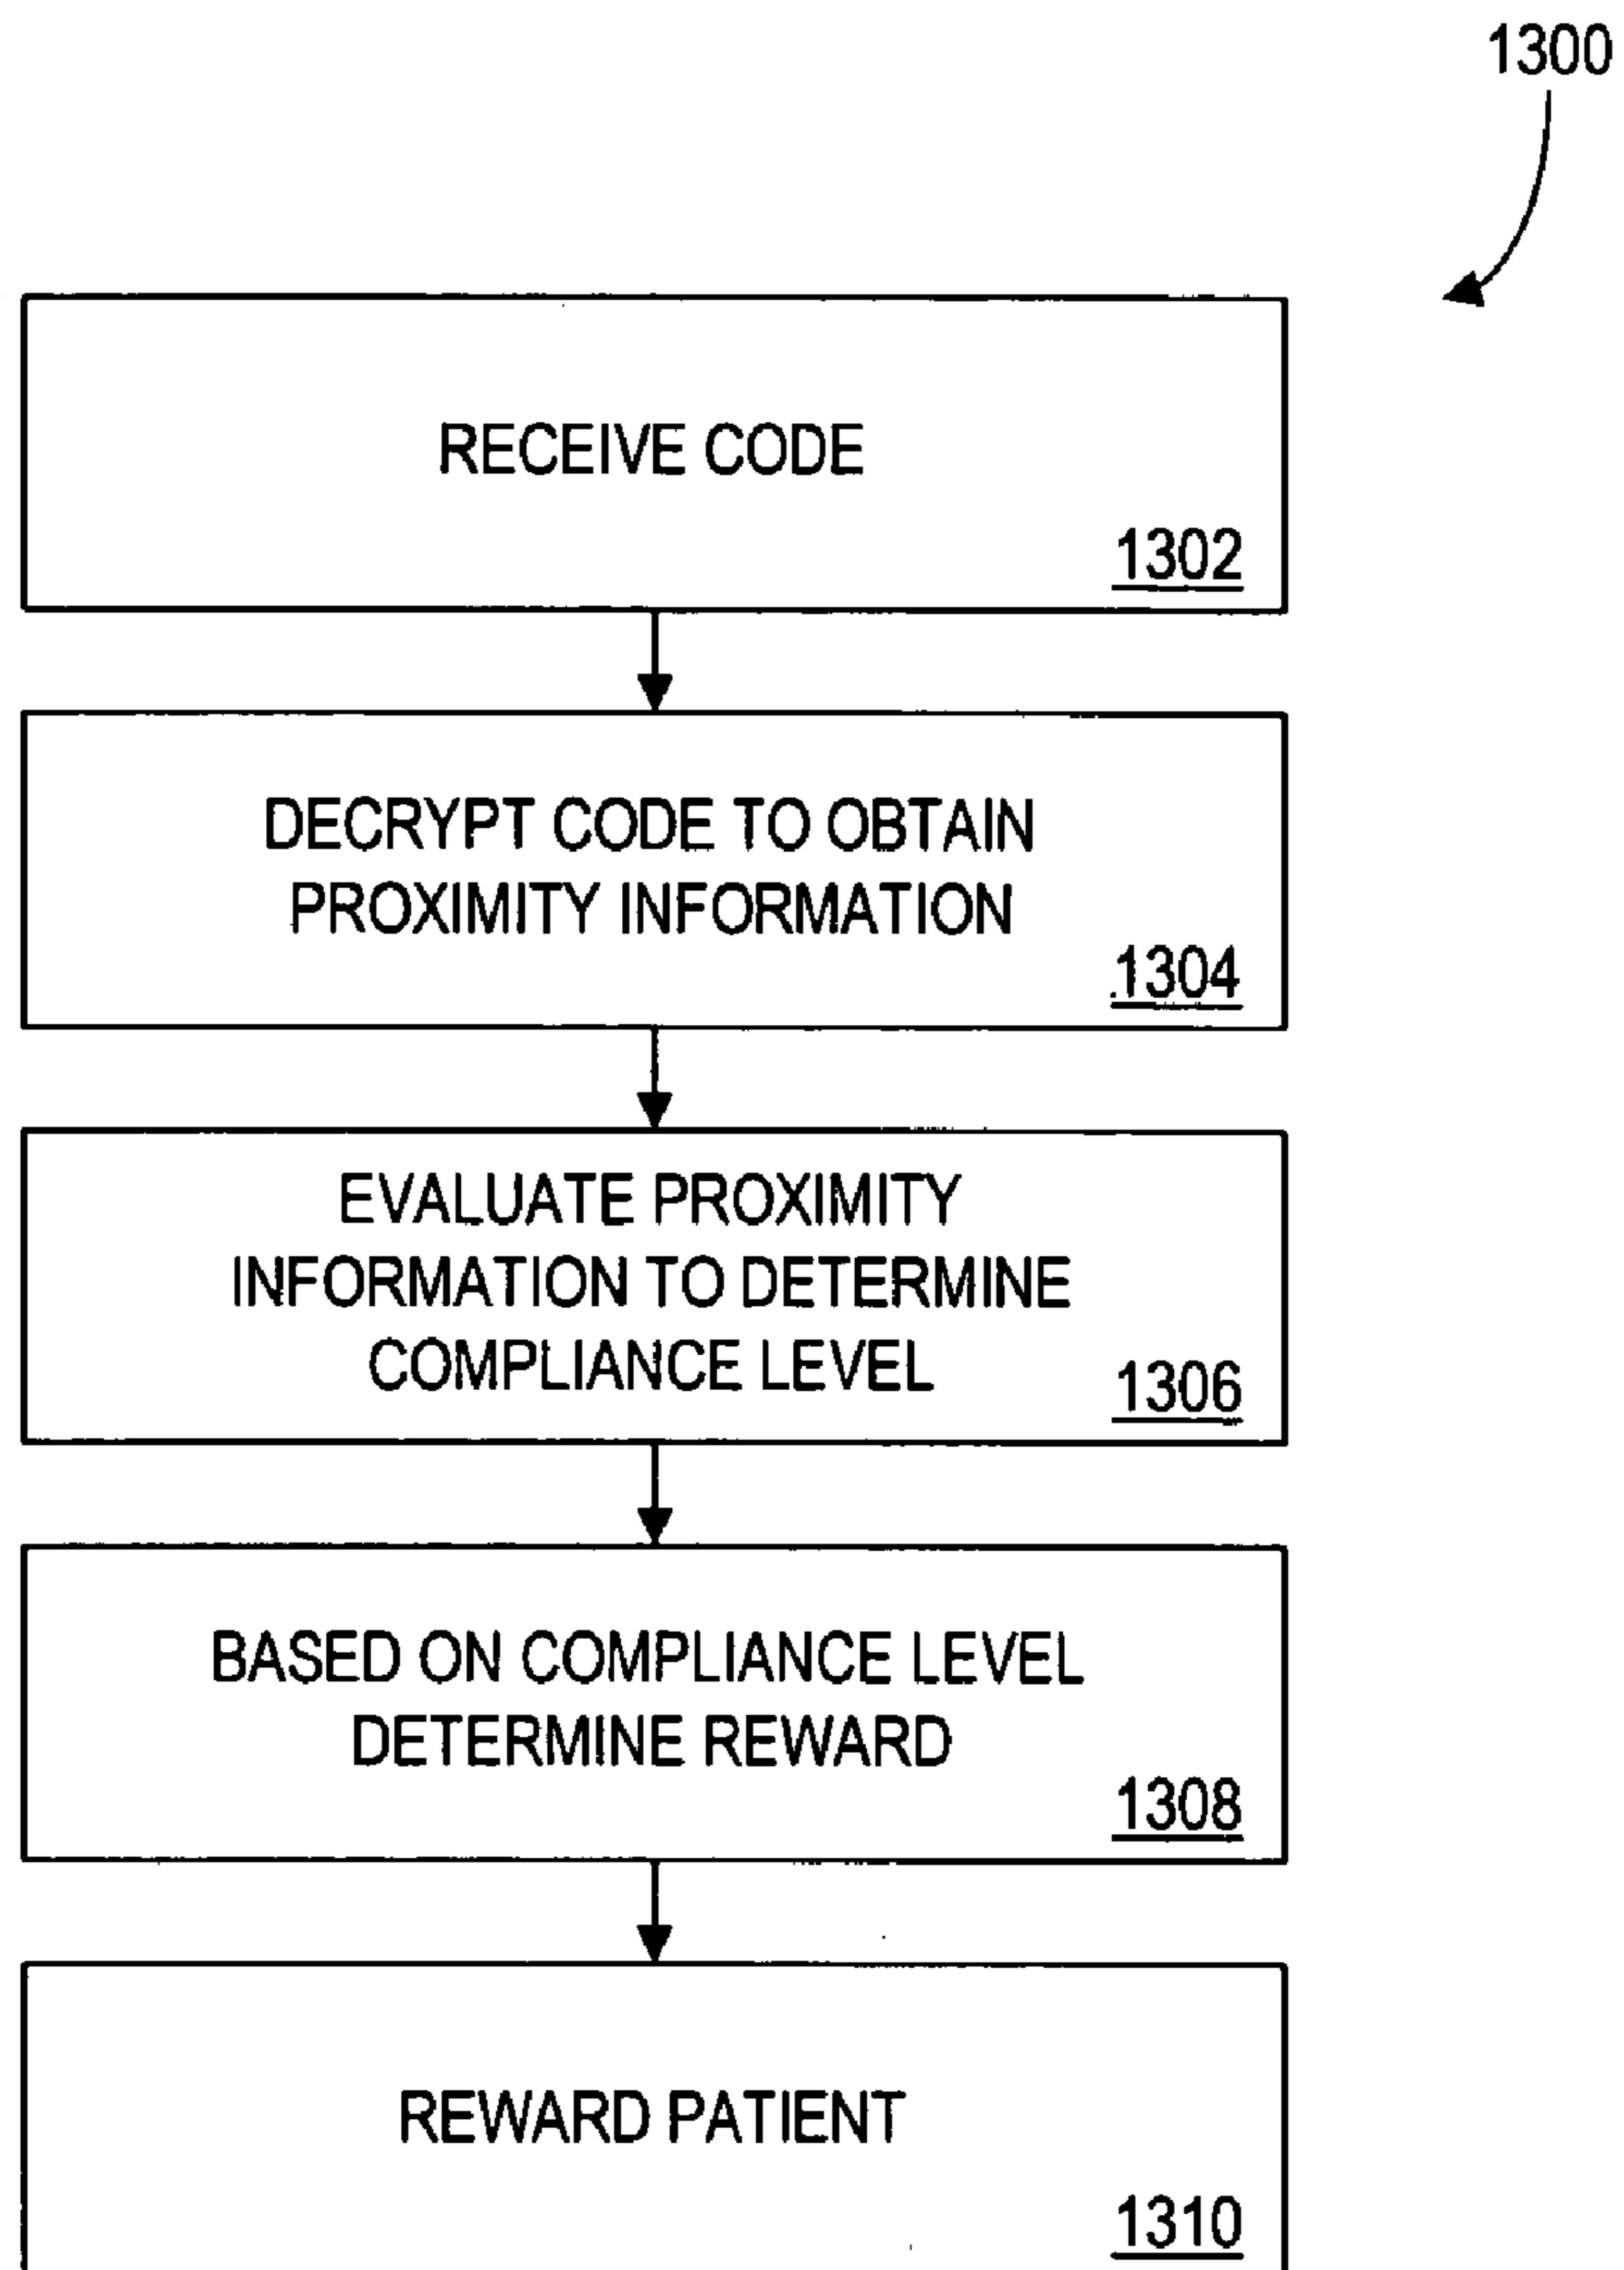 1300
RECEIVE CODE
1302
DECRYPT CODE TO OBTAIN
PROXIMITY INFORMATION
1304
EVALUATE PROXIMITY
INFORMATION TO DETERMINE
COMPLIANCE LEVEL
1306
BASED ON COMPLIANCE LEVEL
DETERMINE REWARD
1308
REWARD PATIENT
1310